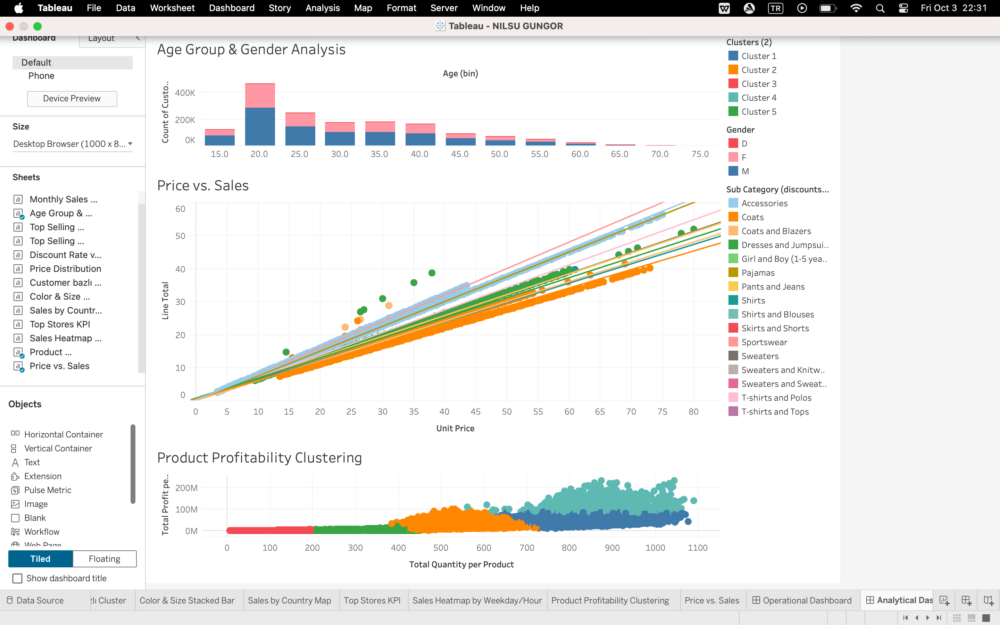 Tableau File Data Worksheet Dashboard Story Analysis Map Format Server Window Help TR Fri Oct 3 22:31
Tableau - NILSU GUNGOR
Dashboard Layout
Default
Phone
Device Preview
Size
Desktop Browser (1000 x 8...
Sheets
Monthly Sales ...
Age Group & ...
Top Selling ...
Top Selling ...
Discount Rate v...
Price Distribution
Customer bazlı ...
Color & Size ...
Sales by Countr...
Top Stores KPI
Sales Heatmap ...
Product ...
Price vs. Sales
Objects
Horizontal Container
Vertical Container
Text
Extension
Pulse Metric
Image
Blank
Workflow
Web Page
Tiled Floating
Show dashboard title
Age Group & Gender Analysis
Age (bin)
Count of Custo..
400K
200K
0K
15.0 20.0 25.0 30.0 35.0 40.0 45.0 50.0 55.0 60.0 65.0 70.0 75.0
Price vs. Sales
Line Total
60
50
40
30
20
10
0
0 5 10 15 20 25 30 35 40 45 50 55 60 65 70 75 80
Unit Price
Product Profitability Clustering
Total Profit pe..
200M
100M
0M
0 100 200 300 400 500 600 700 800 900 1000 1100
Total Quantity per Product
Clusters (2)
Cluster 1
Cluster 2
Cluster 3
Cluster 4
Cluster 5
Gender
D
F
M
Sub Category (discounts...
Accessories
Coats
Coats and Blazers
Dresses and Jumpsui..
Girl and Boy (1-5 yea..
Pajamas
Pants and Jeans
Shirts
Shirts and Blouses
Skirts and Shorts
Sportswear
Sweaters
Sweaters and Knitw..
Sweaters and Sweat..
T-shirts and Polos
T-shirts and Tops
Data Source zlı Cluster Color & Size Stacked Bar Sales by Country Map Top Stores KPI Sales Heatmap by Weekday/Hour Product Profitability Clustering Price vs. Sales Operational Dashboard Analytical Das